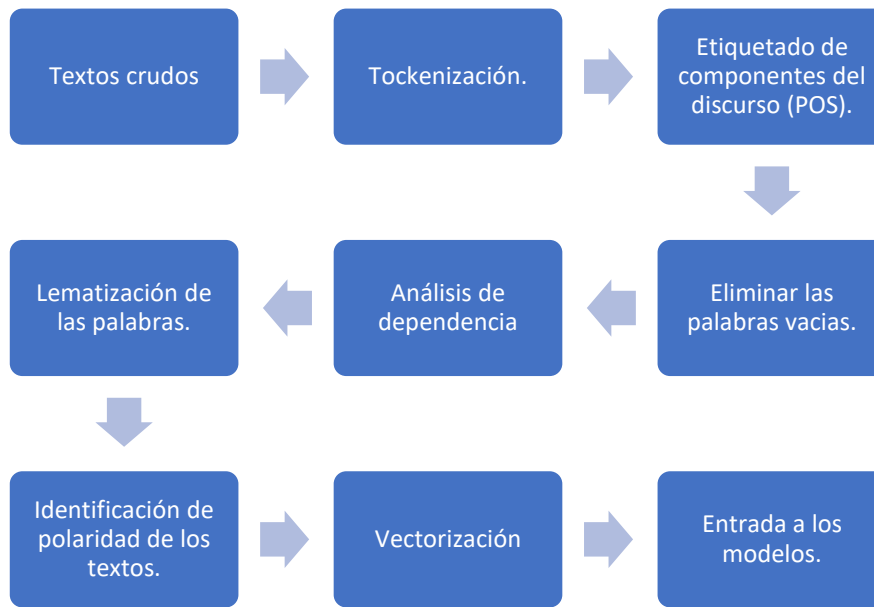 Textos crudos
Tockenización.
Etiquetado de
componentes del
discurso (POS).
Eliminar las
palabras vacias.
Análisis de
dependencia
Lematización de
las palabras.
Identificación de
polaridad de los
textos.
Vectorización
Entrada a los
modelos.